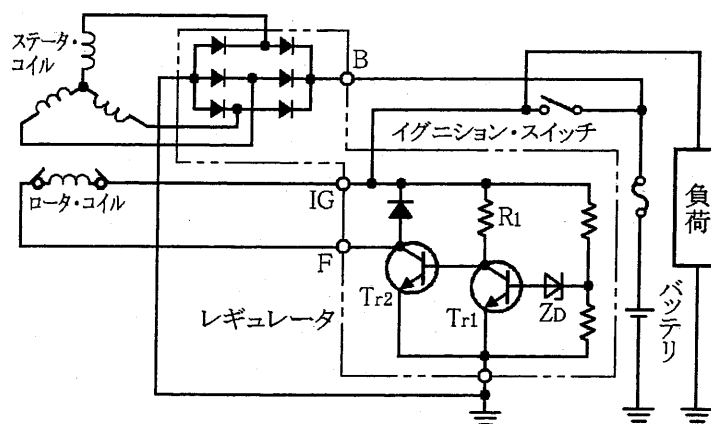 ステータ・
コイル
B
イグニション・スイッチ
ロータ・コイル
IG
R1
負荷
F
Tr2
Tr1
ZD
レギュレータ
バッテリ